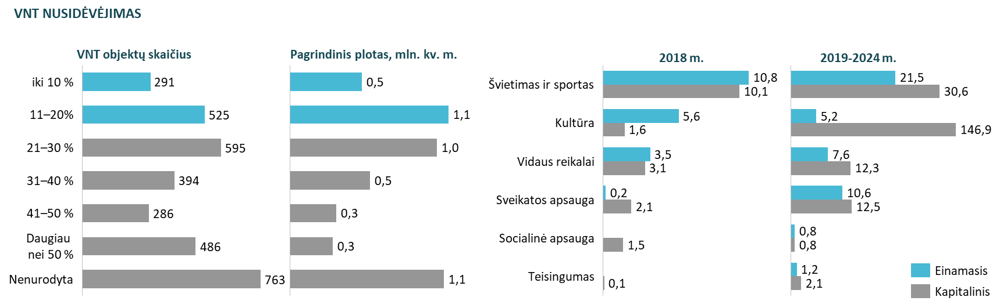 VNT NUSIDĖVĖJIMAS
VNT objektų skaičius
iki 10 % 291
11–20% 525
21–30 % 595
31–40 % 394
41–50 % 286
Daugiau
nei 50 % 486
Nenurodyta 763
Pagrindinis plotas, mln. kv. m.
0,5
1,1
1,0
0,5
0,3
0,3
1,1
2018 m. 2019-2024 m.
Švietimas ir sportas
10,8 21,5
10,1 30,6
Kultūra
5,6 5,2
1,6 146,9
Vidaus reikalai
3,5 7,6
3,1 12,3
Sveikatos apsauga
0,2 10,6
2,1 12,5
Socialinė apsauga
0,8
1,5 0,8
Teisingumas
1,2
0,1 2,1
Einamasis
Kapitalinis